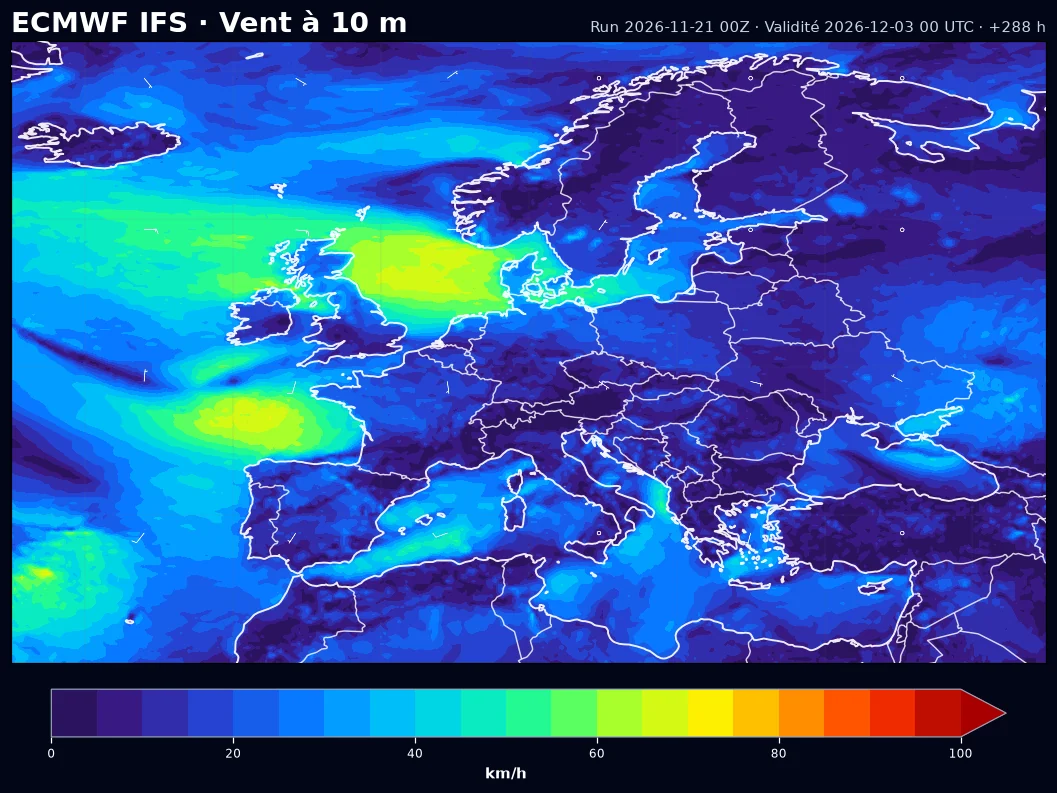 ECMWF IFS · Vent à 10 m
Run 2026-11-21 00Z · Validité 2026-12-03 00 UTC · +288 h
0 20 40 60 80 100
km/h